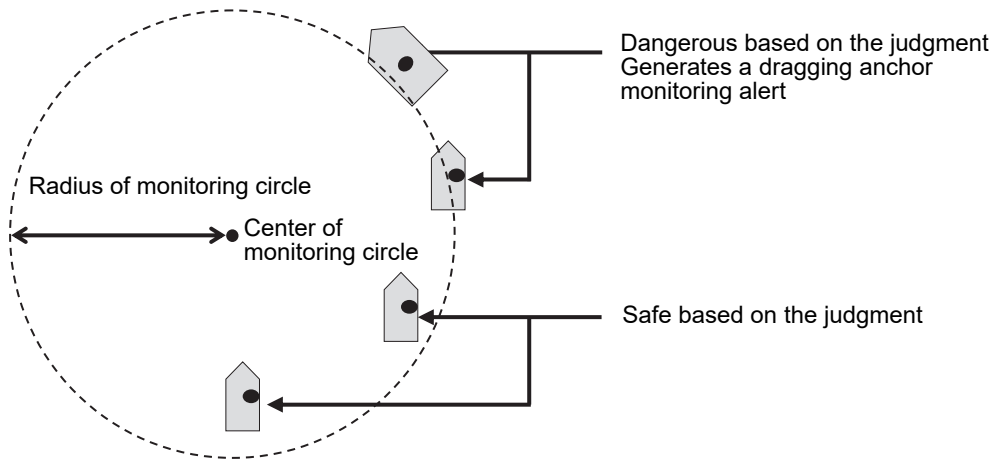 Dangerous based on the judgment
Generates a dragging anchor
monitoring alert
Radius of monitoring circle
Center of
monitoring circle
Safe based on the judgment